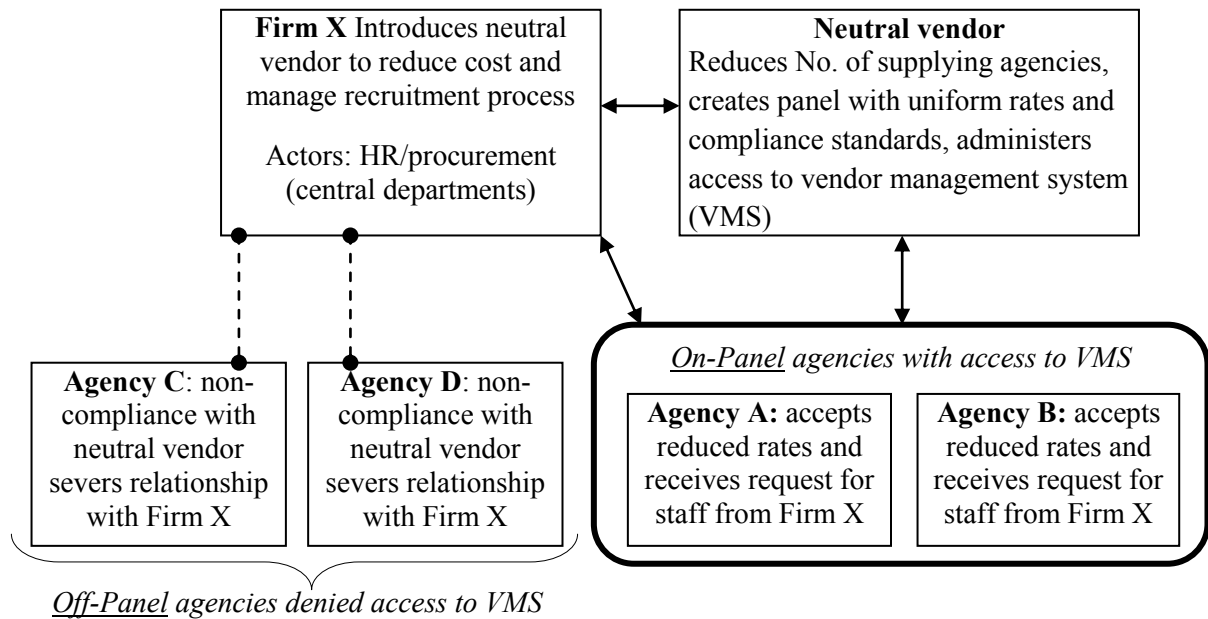 Firm X Introduces neutral
vendor to reduce cost and
manage recruitment process
Actors: HR/procurement
(central departments)
Neutral vendor
Reduces No. of supplying agencies,
creates panel with uniform rates and
compliance standards, administers
access to vendor management system
(VMS)
Agency C: non-
compliance with
neutral vendor
severs relationship
with Firm X
Agency D: non-
compliance with
neutral vendor
severs relationship
with Firm X
Off-Panel agencies denied access to VMS
On-Panel agencies with access to VMS
Agency A: accepts
reduced rates and
receives request for
staff from Firm X
Agency B: accepts
reduced rates and
receives request for
staff from Firm X